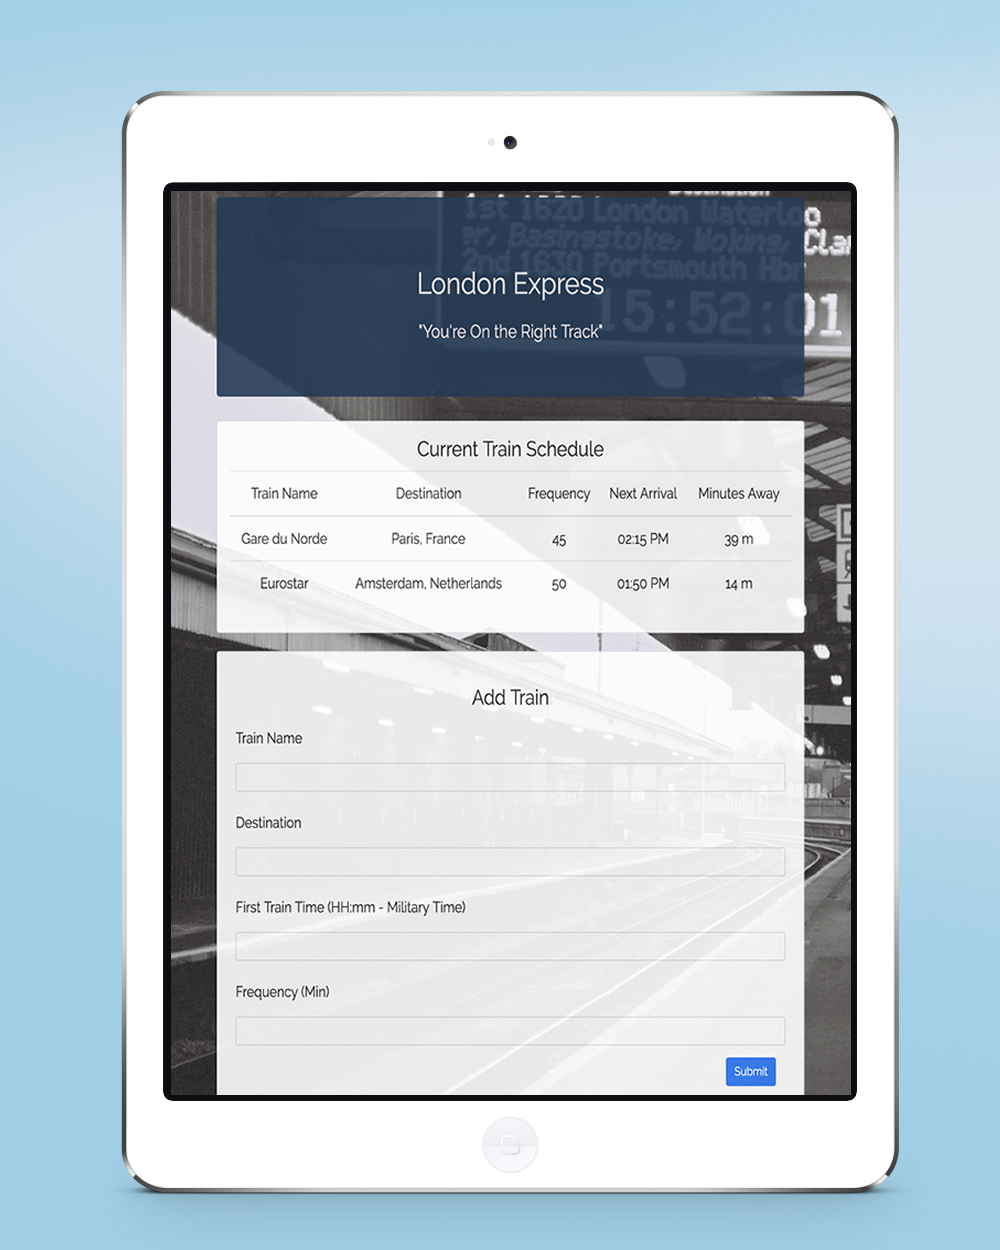 Destination
1st 1620 London Waterloo
er, Basingstoke, Woking, Cla
2nd 1630 Portsmouth Hbr
15:52:01
London Express
"You're On the Right Track"
Current Train Schedule
Train Name Destination Frequency Next Arrival Minutes Away
Gare du Norde Paris, France 45 02:15 PM 39 m
Eurostar Amsterdam, Netherlands 50 01:50 PM 14 m
Add Train
Train Name
Destination
First Train Time (HH:mm - Military Time)
Frequency (Min)
Submit